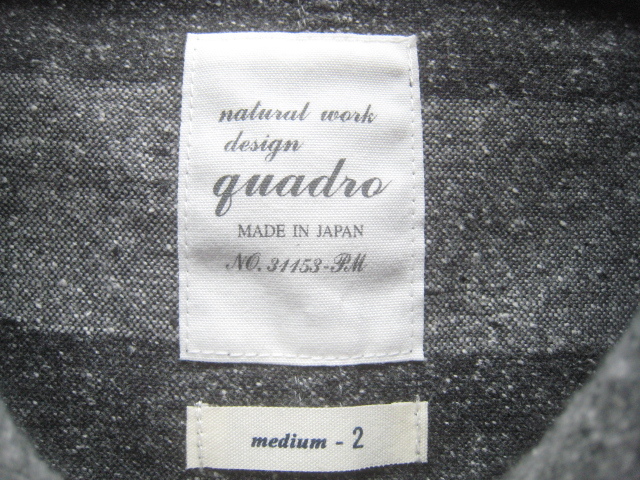 natural work
design
quadro
MADE IN JAPAN
NO. 31153-PM
medium - 2